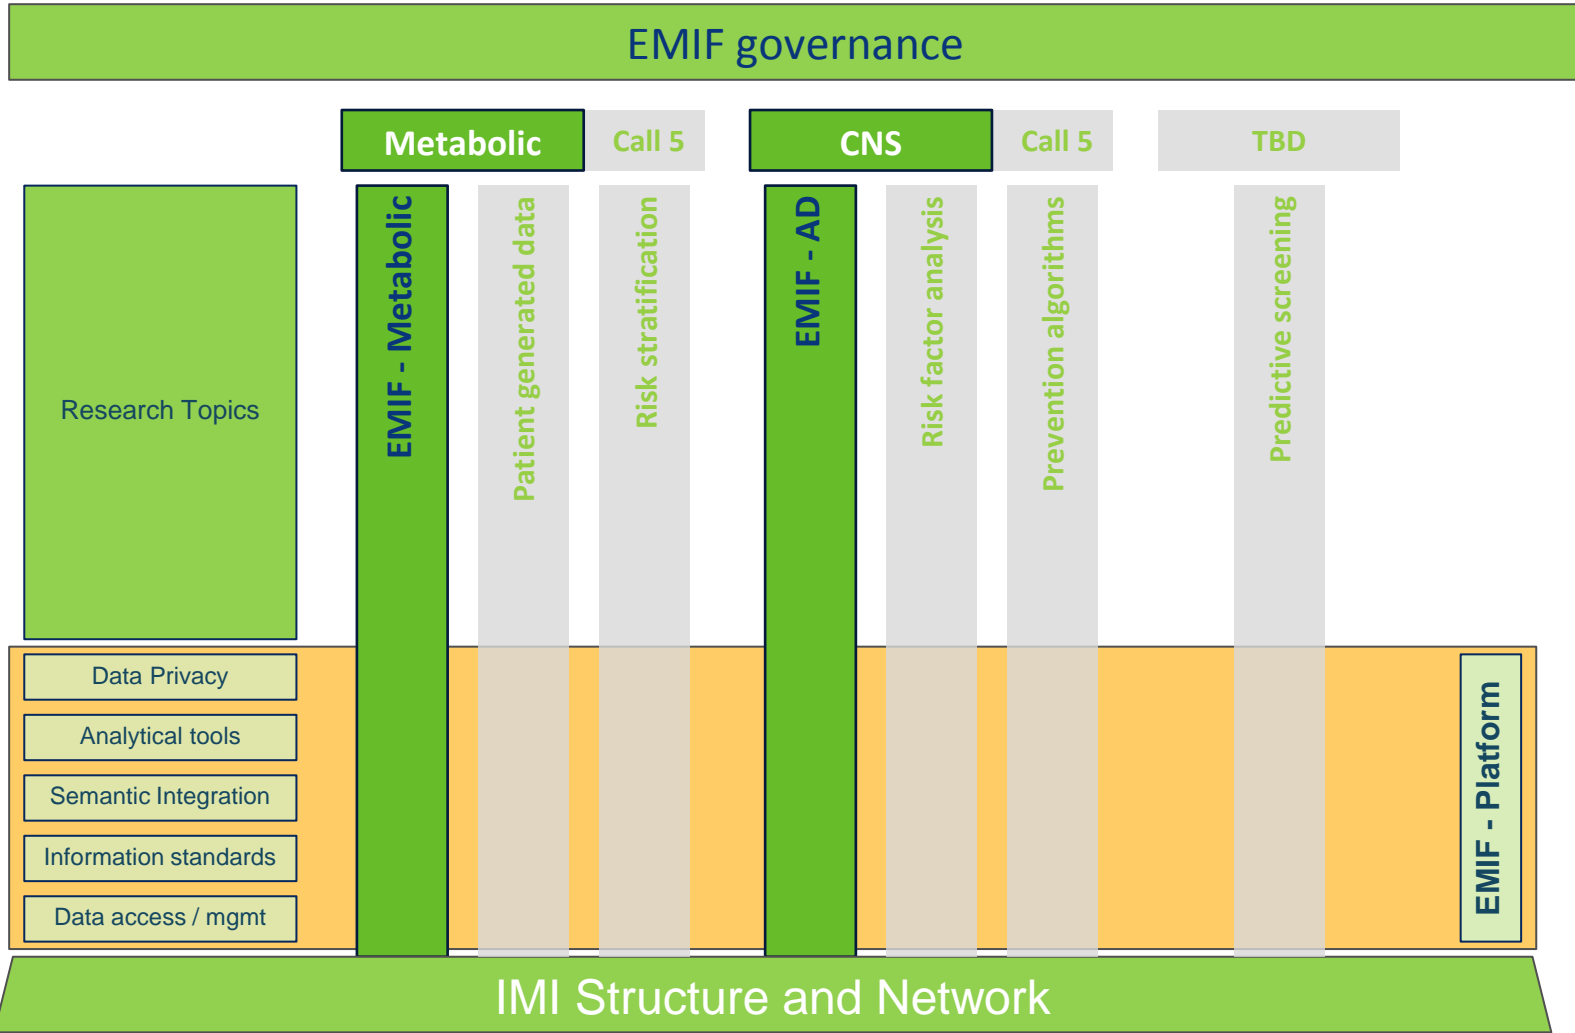 EMIF governance
Metabolic
Call 5
CNS
Call 5
TBD
Research Topics
EMIF - Metabolic
Patient generated data
Risk stratification
EMIF - AD
Risk factor analysis
Prevention algorithms
Predictive screening
Data Privacy
Analytical tools
Semantic Integration
Information standards
Data access / mgmt
EMIF - Platform
IMI Structure and Network